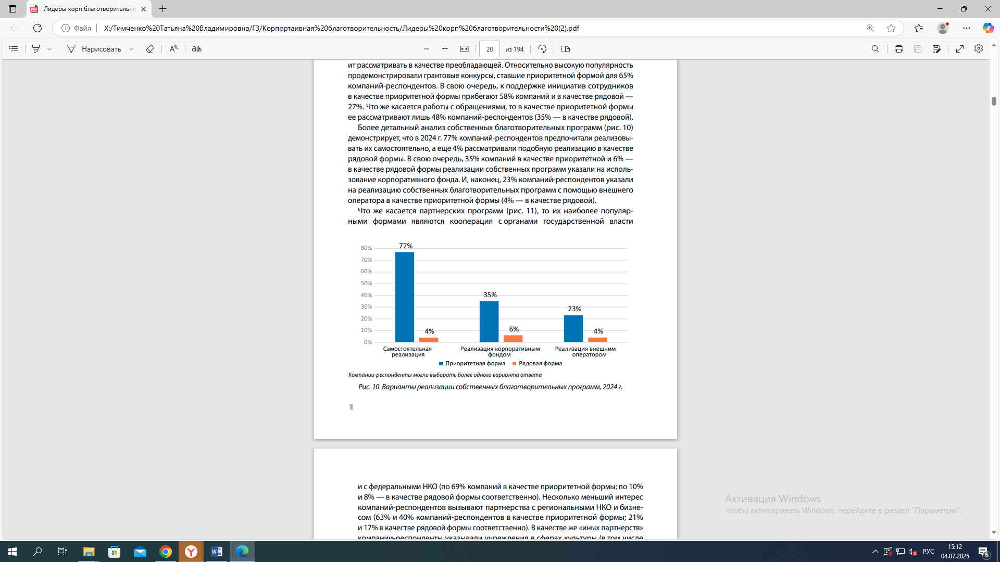 Лидеры корп благотворительно
Файл
X:/Тимченко%20Татьяна%20Владимировна/ГЗ/Корпортаивная%20благотворительность/Лидеры%20корп%20благотворительности%20(2).pdf
Нарисовать
аあ
20 из 194
ит рассматривать в качестве преобладающей. Относительно высокую популярность
продемонстрировали грантовые конкурсы, ставшие приоритетной формой для 65%
компаний-респондентов. В свою очередь, к поддержке инициатив сотрудников
в качестве приоритетной формы прибегают 58% компаний и в качестве рядовой —
27%. Что же касается работы с обращениями, то в качестве приоритетной формы
ее рассматривают лишь 48% компаний-респондентов (35% — в качестве рядовой).
Более детальный анализ собственных благотворительных программ (рис. 10)
демонстрирует, что в 2024 г. 77% компаний-респондентов предпочитали реализовы-
вать их самостоятельно, а еще 4% рассматривали подобную реализацию в качестве
рядовой формы. В свою очередь, 35% компаний в качестве приоритетной и 6% —
в качестве рядовой формы реализации собственных программ указали на исполь-
зование корпоративного фонда. И, наконец, 23% компаний-респондентов указали
на реализацию собственных благотворительных программ с помощью внешнего
оператора в качестве приоритетной формы (4% — в качестве рядовой).
Что же касается партнерских программ (рис. 11), то их наиболее популяр-
ными формами являются кооперация с органами государственной власти
80%
70%
60%
50%
40%
30%
20%
10%
0%
77%
4%
35%
6%
23%
4%
Самостоятельная
реализация
Реализация корпоративным
фондом
Реализация внешним
оператором
Приоритетная форма
Рядовая форма
Компании-респонденты могли выбирать более одного варианта ответа
Рис. 10. Варианты реализации собственных благотворительных программ, 2024 г.
18
и с федеральными НКО (по 69% компаний в качестве приоритетной формы; по 10%
и 8% — в качестве рядовой формы соответственно). Несколько меньший интерес
компаний-респондентов вызывают партнерства с региональными НКО и бизне-
сом (63% и 40% компаний-респондентов в качестве приоритетной формы; 21%
и 17% в качестве рядовой формы соответственно). В качестве же «иных партнерств»
компании-респонденты указывали учреждения в сферах культуры (в том числе
Активация Windows
Чтобы активировать Windows, перейдите в раздел "Параметры".
РУС
15:12
04.07.2025
6